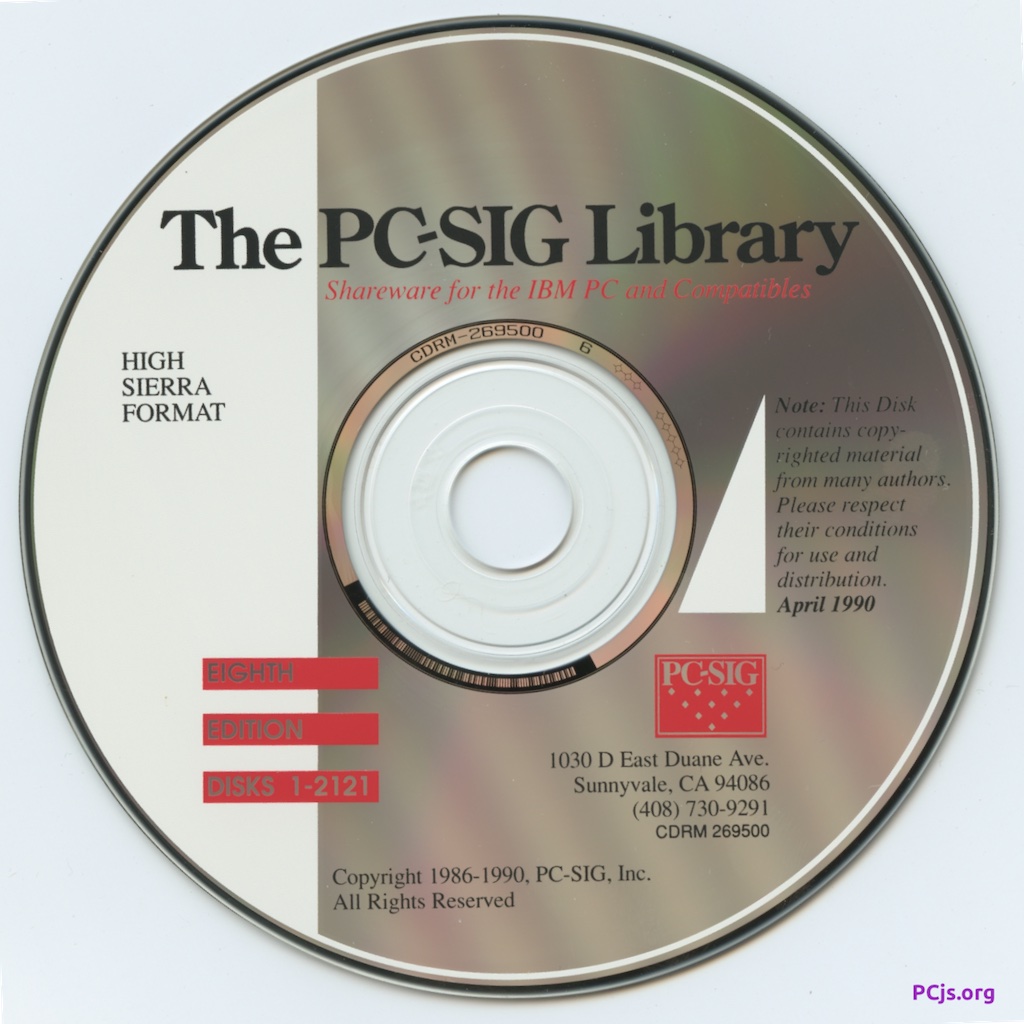 The PC-SIG Library
Shareware for the IBM PC and Compatibles
CDRM-269500 6
HIGH
SIERRA
FORMAT
Note: This Disk
contains copy-
righted material
from many authors.
Please respect
their conditions
for use and
distribution.
April 1990
EIGHTH
EDITION
DISKS 1-2121
PC-SIG
1030 D East Duane Ave.
Sunnyvale, CA 94086
(408) 730-9291
CDRM 269500
Copyright 1986-1990, PC-SIG, Inc.
All Rights Reserved
PCjs.org